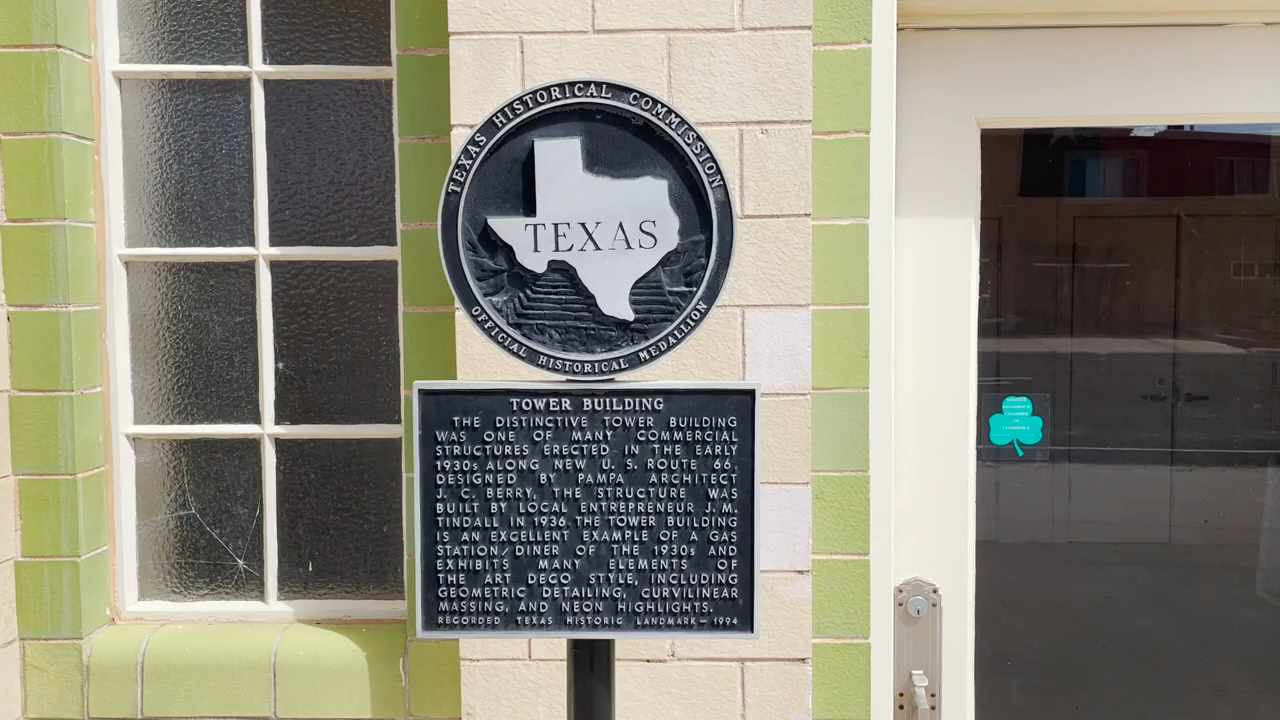 TEXAS HISTORICAL COMMISSION
TEXAS
OFFICIAL HISTORICAL MEDALLION
TOWER BUILDING
THE DISTINCTIVE TOWER BUILDING
WAS ONE OF MANY COMMERCIAL
STRUCTURES ERECTED IN THE EARLY
1930s ALONG NEW U. S. ROUTE 66.
DESIGNED BY PAMPA ARCHITECT
J. C. BERRY, THE STRUCTURE WAS
BUILT BY LOCAL ENTREPRENEUR J. M.
TINDALL IN 1936. THE TOWER BUILDING
IS AN EXCELLENT EXAMPLE OF A GAS
STATION/DINER OF THE 1930s AND
EXHIBITS MANY ELEMENTS OF
THE ART DECO STYLE, INCLUDING
GEOMETRIC DETAILING, CURVILINEAR
MASSING, AND NEON HIGHLIGHTS.
RECORDED TEXAS HISTORIC LANDMARK – 1994
SHAMROCK
CHAMBER
OF
COMMERCE